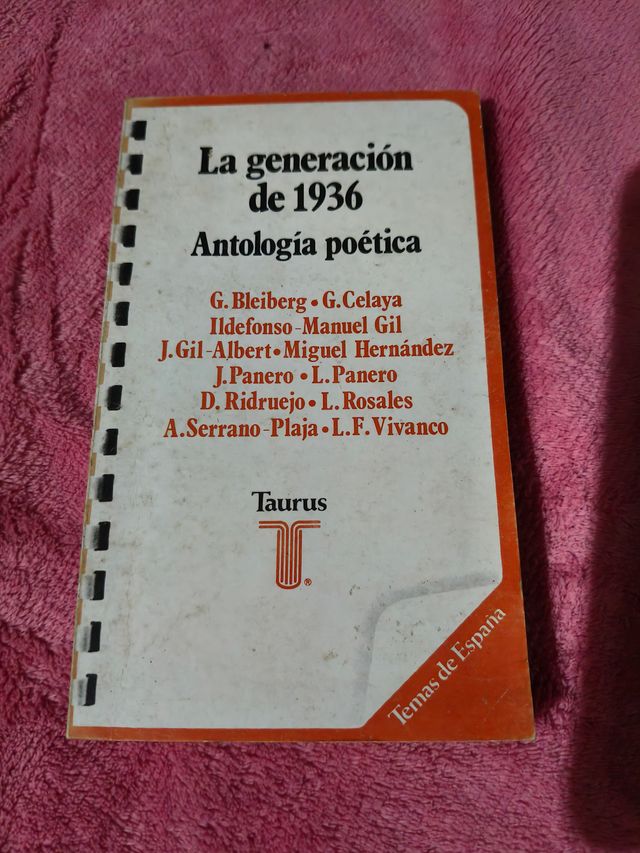 La generación
de 1936
Antología poética
G. Bleiberg • G. Celaya
Ildefonso-Manuel Gil
J. Gil-Albert • Miguel Hernández
J. Panero • L. Panero
D. Ridruejo • L. Rosales
A. Serrano-Plaja • L. F. Vivanco
Taurus
®
Temas de España